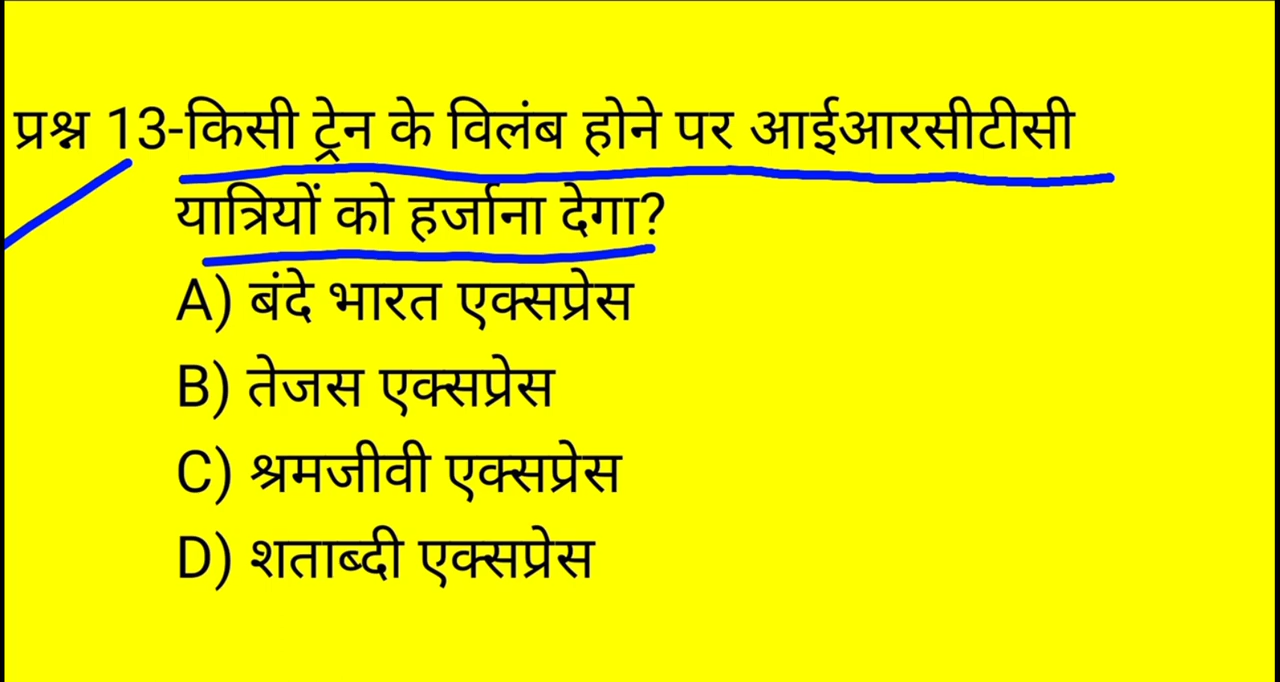 प्रश्न 13-किसी ट्रेन के विलंब होने पर आईआरसीटीसी
यात्रियों को हर्जाना देगा?
A) बंदे भारत एक्सप्रेस
B) तेजस एक्सप्रेस
C) श्रमजीवी एक्सप्रेस
D) शताब्दी एक्सप्रेस